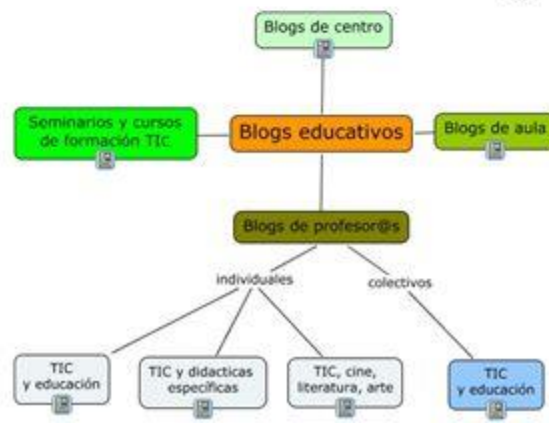 Blogs de centro
Seminarios y cursos
de formación TIC
Blogs educativos
Blogs de aula
Blogs de profesor@s
individuales
colectivos
TIC
y educación
TIC y didacticas
específicas
TIC, cine,
literatura, arte
TIC
y educación